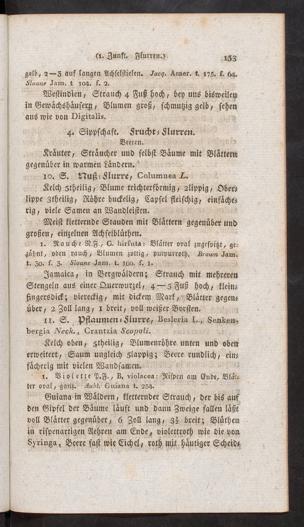 (1. Zunft. Flurren.) 153
gelb, 2—3 auf langen Achselstielen. Jacq. Amer. t. 175. f. 64.
Sloane Jam. t. 102. f. 2.
Westindien, Strauch 4 Fuß hoch, bey uns bisweilen
in Gewächshäusern, Blumen groß, schmutzig gelb, sehen
aus wie von Digitalis.
4. Sippschaft. Frucht-Flurren.
Beeren.
Kräuter, Sträucher und selbst Bäume mit Blättern
gegenüber in warmen Ländern.
10. S. Nuß-Flurre, Columnea L.
Kelch 5theilig, Blume trichterförmig, 2lippig, Ober-
lippe 3theilig, Röhre buckelig, Capsel fleischig, einfäche-
rig, viele Samen an Wandleisten.
Meist kletternde Stauden mit Blättern gegenüber und
großen, einzelnen Achselblüthen.
1. Rauche N.F., G. hirsuta: Blätter oval zugespitzt, ge-
zähnt, oben rauch, Blumen zottig, purpurroth. Brown Jam.
t. 30. f. 3. Sloane Jam. t. 100. f. 1.
Jamaica, in Bergwäldern; Strauch mit mehreren
Stengeln aus einer Querwurzel, 4—5 Fuß hoch, klein-
fingersdick; viereckig, mit dickem Mark, Blätter gegen-
über, 2 Zoll lang, 1 breit, voll weißer Borsten.
11. S. Pflaumen-Flurre, Besleria L., Senken-
bergia Neck., Crantzia Scopoli.
Kelch oben, 5theilig, Blumenröhre unten und oben
erweitert, Saum ungleich 5lappig; Beere rundlich, ein-
fächerig mit vielen Wandsamen.
1. Violette P.F., B. violacea: Rispen am Ende, Blät-
ter oval, ganz. Aubl. Guiana t. 254.
Guiana in Wäldern, kletternder Strauch, der bis auf
den Gipfel der Bäume läuft und dann Zweige fallen läßt
voll Blätter gegenüber, 6 Zoll lang, 3½ breit; Blüthen
in rispenartigen Aehren am Ende, violettroth wie die von
Syringa, Beere fast wie Eichel, roth mit häutiger Scheid-